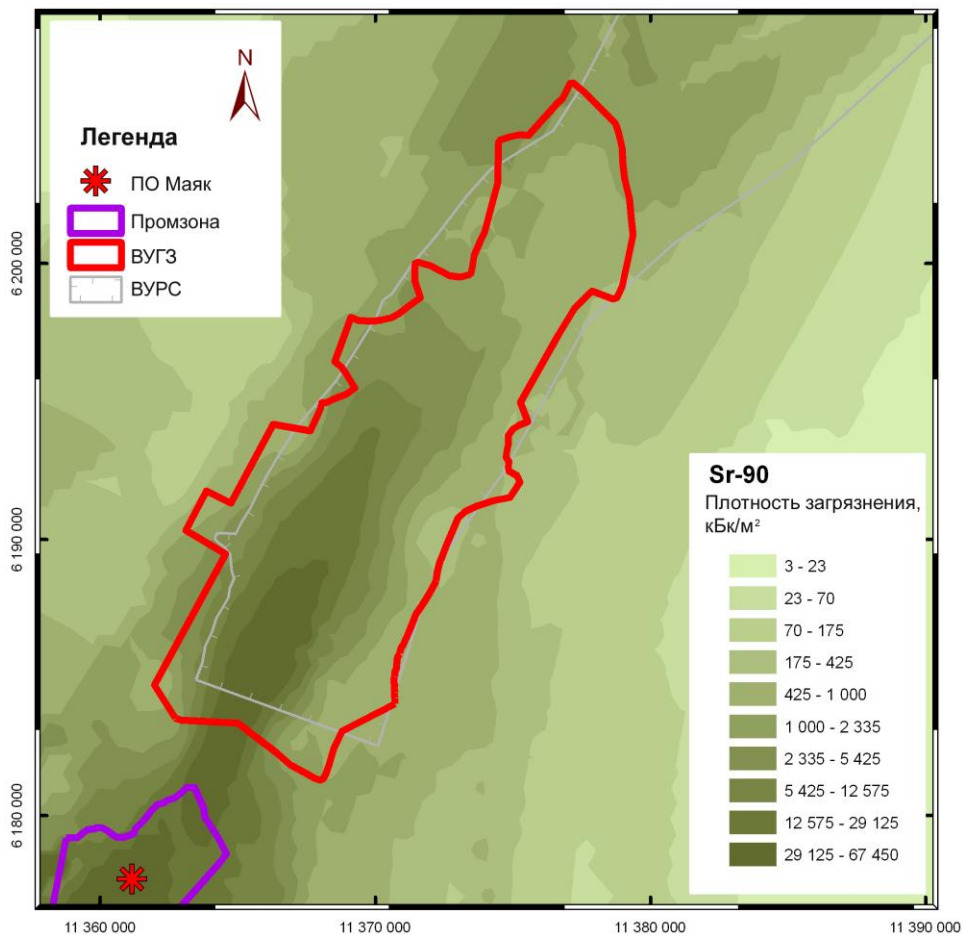 N
Легенда
ПО Маяк
Промзона
ВУГЗ
ВУРС
6 200 000
6 190 000
6 180 000
Sr-90
Плотность загрязнения,
кБк/м²
3 - 23
23 - 70
70 - 175
175 - 425
425 - 1 000
1 000 - 2 335
2 335 - 5 425
5 425 - 12 575
12 575 - 29 125
29 125 - 67 450
11 360 000
11 370 000
11 380 000
11 390 000